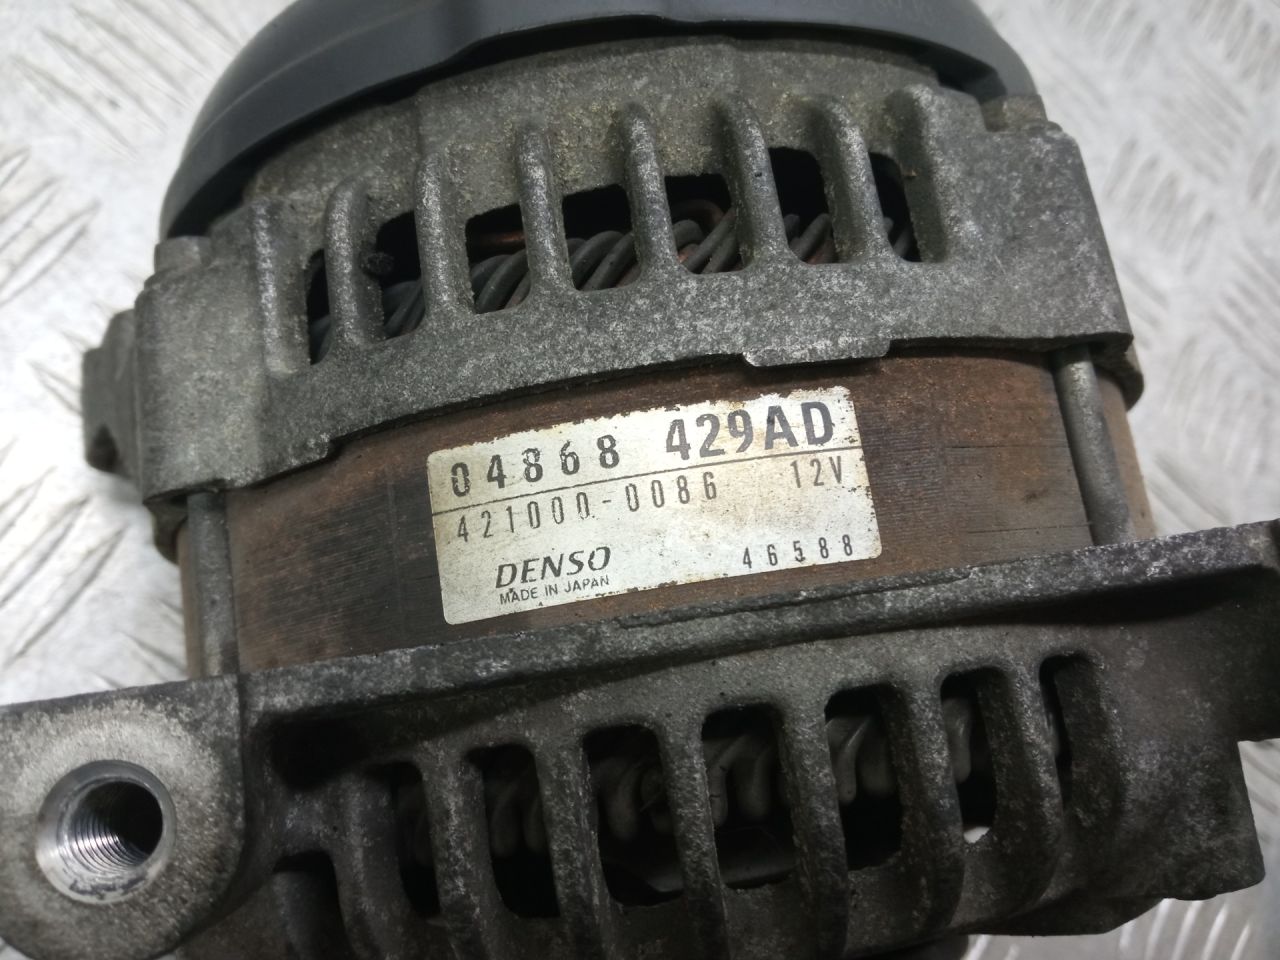 04868 429AD
421000-0086 12V
DENSO
MADE IN JAPAN
46588